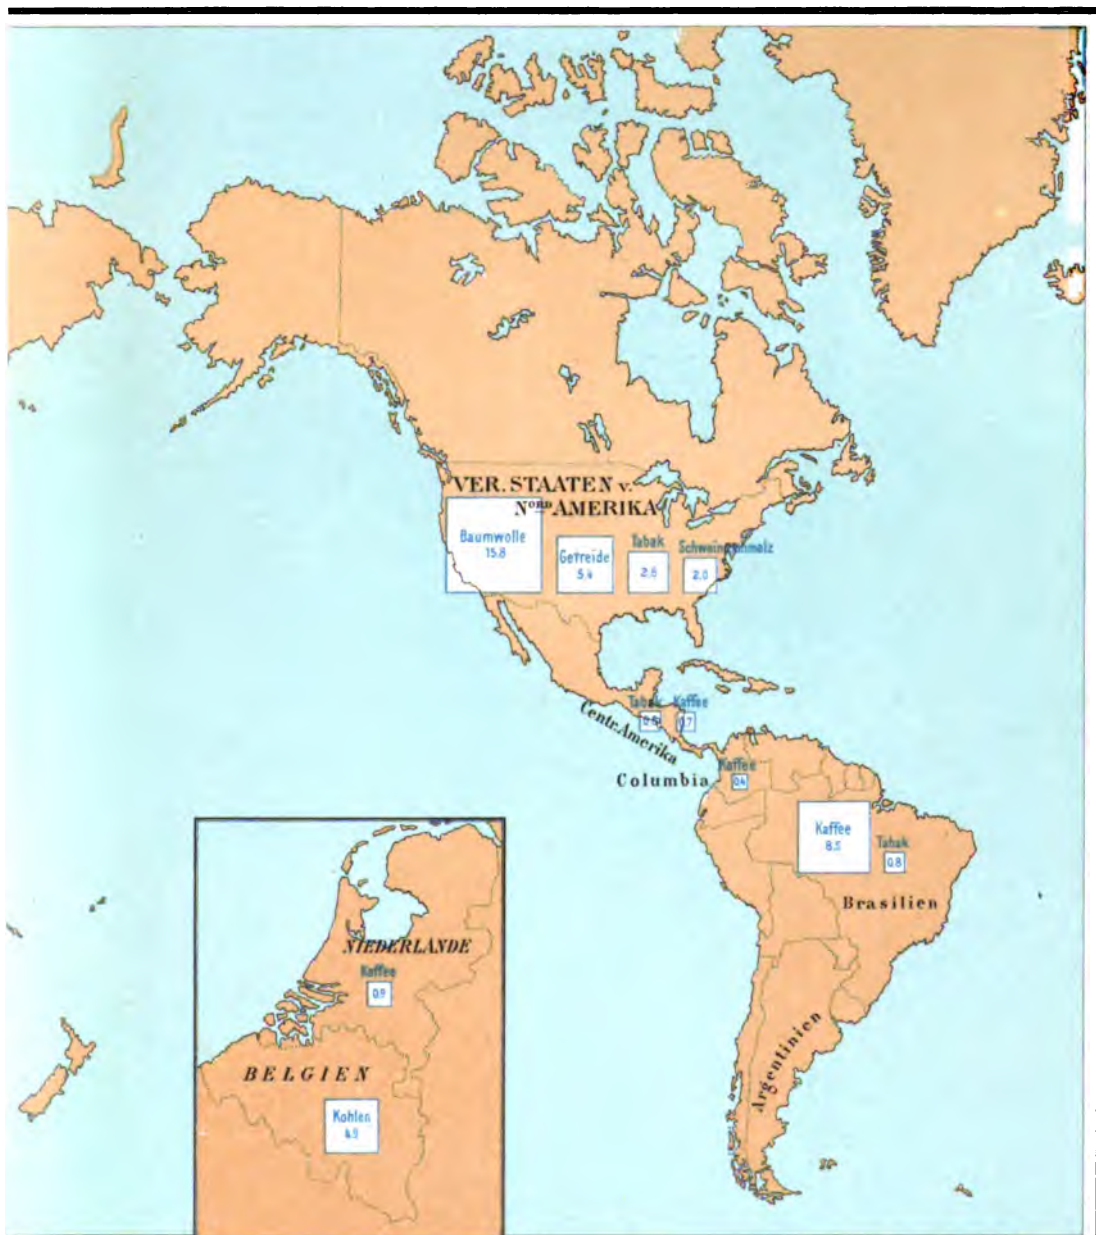 VER. STAATEN v.
NORD AMERIKA
Baumwolle
15.8
Getreide
5.4
Tabak
2.8
Schweineschmalz
2.0
Tabak
Kaffee
0.7
Centr. Amerika
Kaffee
0.4
Columbia
Kaffee
8.5
Tabak
0.8
Brasilien
Argentinien
NIEDERLANDE
Kaffee
0.9
BELGIEN
Kohlen
4.9